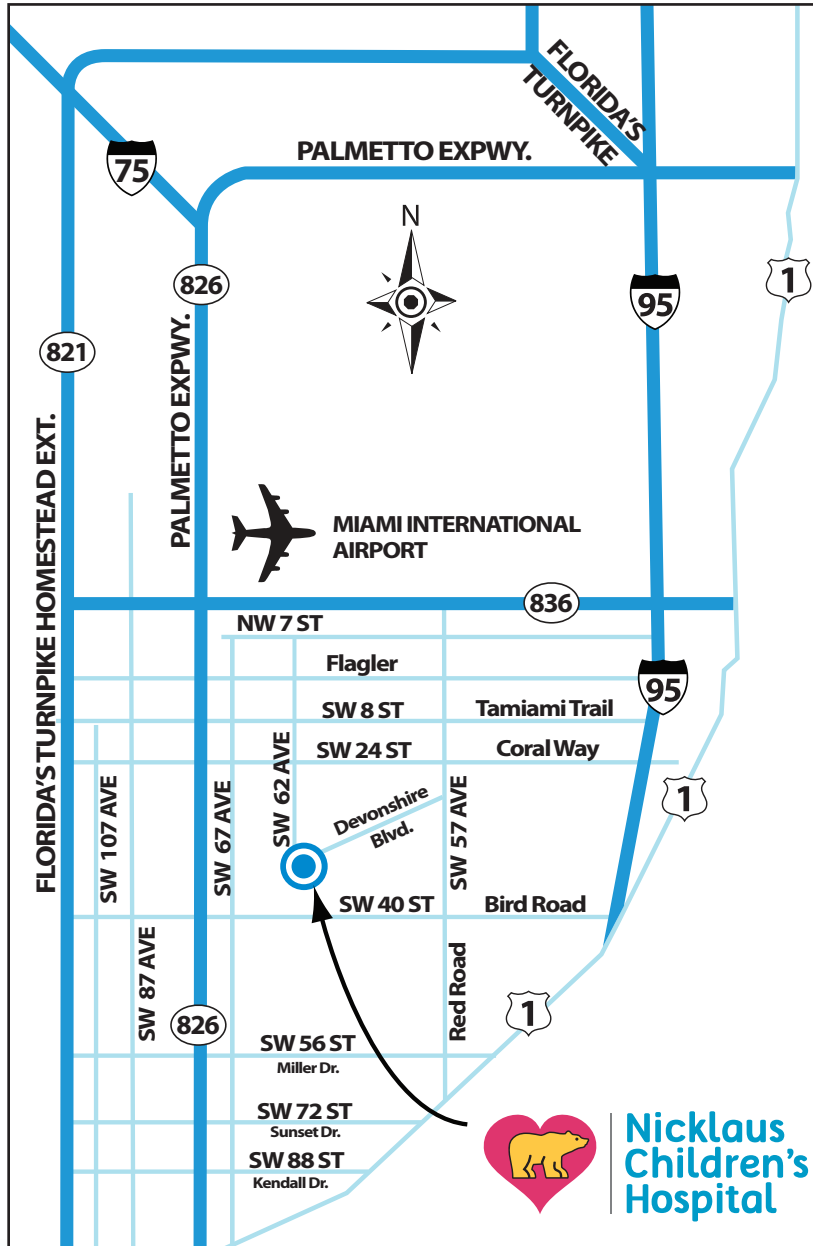 FLORIDA'S
TURNPIKE
PALMETTO EXPWY.
75
N
826
1
95
821
PALMETTO EXPWY.
FLORIDA'S TURNPIKE HOMESTEAD EXT.
MIAMI INTERNATIONAL
AIRPORT
836
NW 7 ST
Flagler
95
SW 8 ST Tamiami Trail
SW 24 ST Coral Way
1
SW 107 AVE
SW 67 AVE
SW 62 AVE
Devonshire
Blvd.
SW 57 AVE
SW 40 ST Bird Road
SW 87 AVE
Red Road
826
1
SW 56 ST
Miller Dr.
SW 72 ST
Sunset Dr.
SW 88 ST
Kendall Dr.
Nicklaus
Children's
Hospital